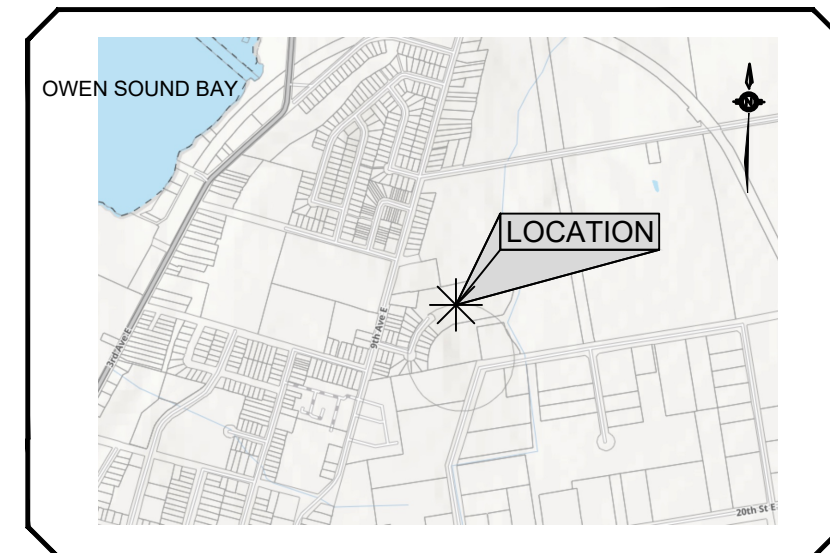 OWEN SOUND BAY
N
LOCATION
9th Ave E
3rd Ave E
20th St E